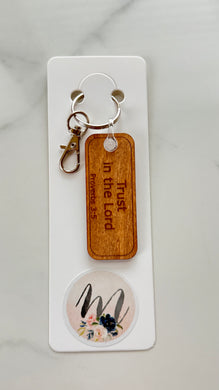 Trust
in the Lord
Proverbs 3:5
M